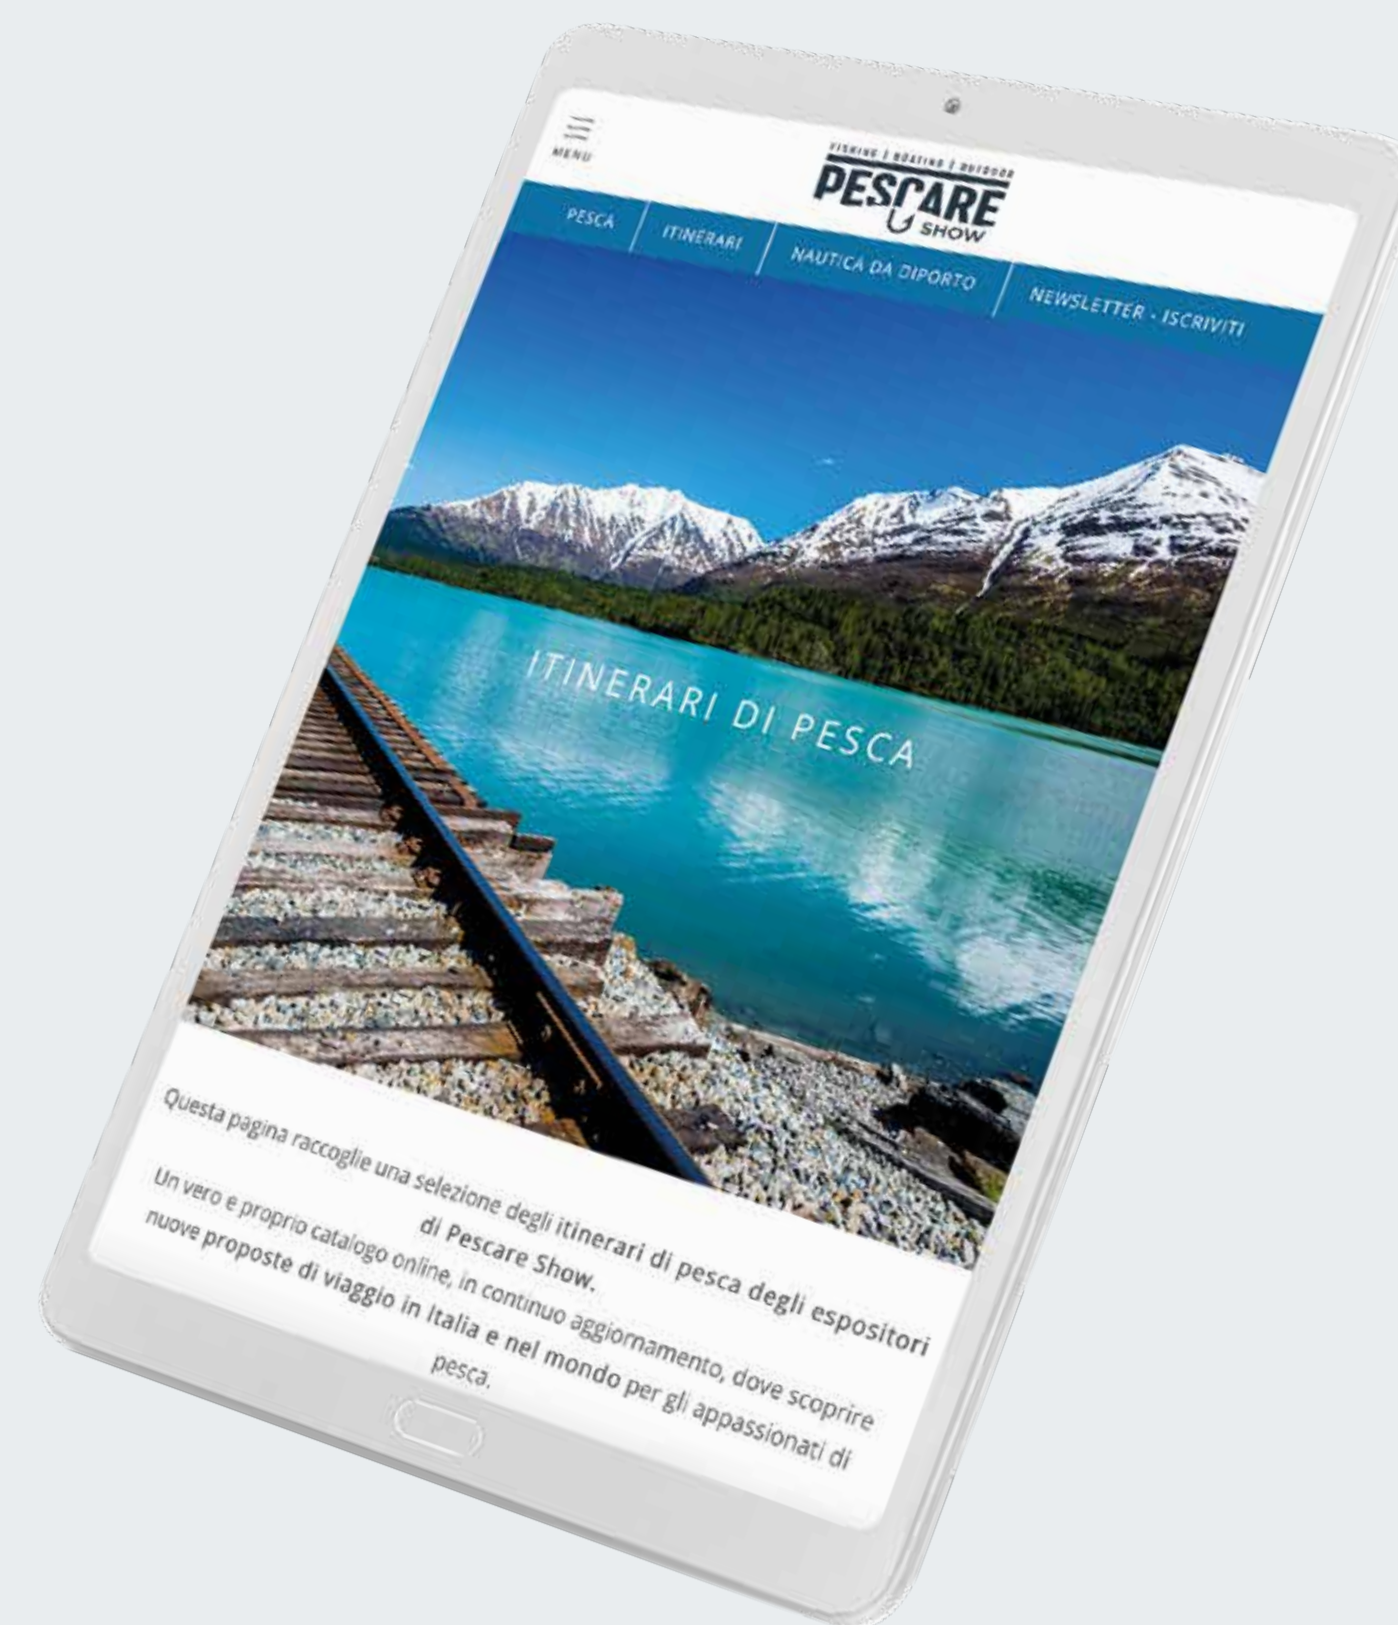 MENU
FISHING | BOATING | OUTDOOR
PESCARE
SHOW
PESCA
ITINERARI
NAUTICA DA DIPORTO
NEWSLETTER - ISCRIVITI
ITINERARI DI PESCA
Questa pagina raccoglie una selezione degli itinerari di pesca degli espositori
di Pescare Show.
Un vero e proprio catalogo online, in continuo aggiornamento, dove scoprire
nuove proposte di viaggio in Italia e nel mondo per gli appassionati di
pesca.